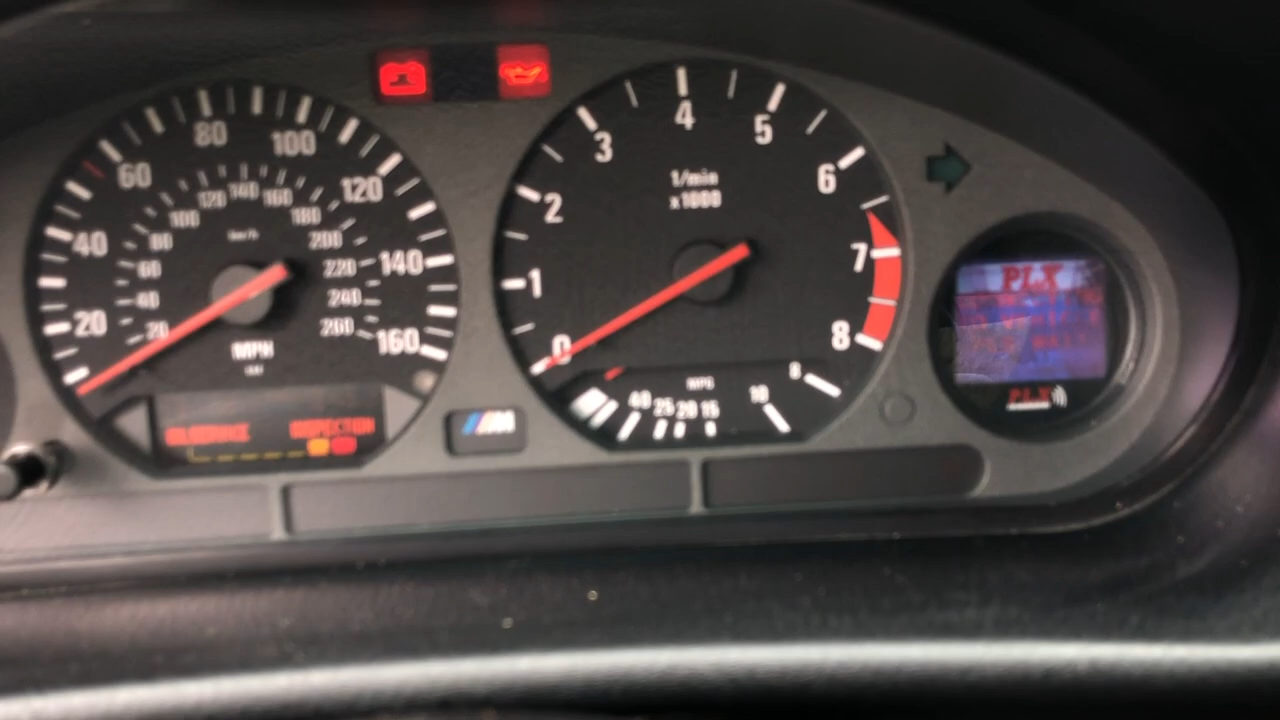 20 40 60 80 100 120 140 160
20 40 60 80 100 120 140 160 180 200 220 240 260
km/h
MPH
OILSERVICE INSPECTION
M
0 1 2 3 4 5 6 7 8
1/min
x1000
MPG
40 25 20 15 10 8
PLX
PLX